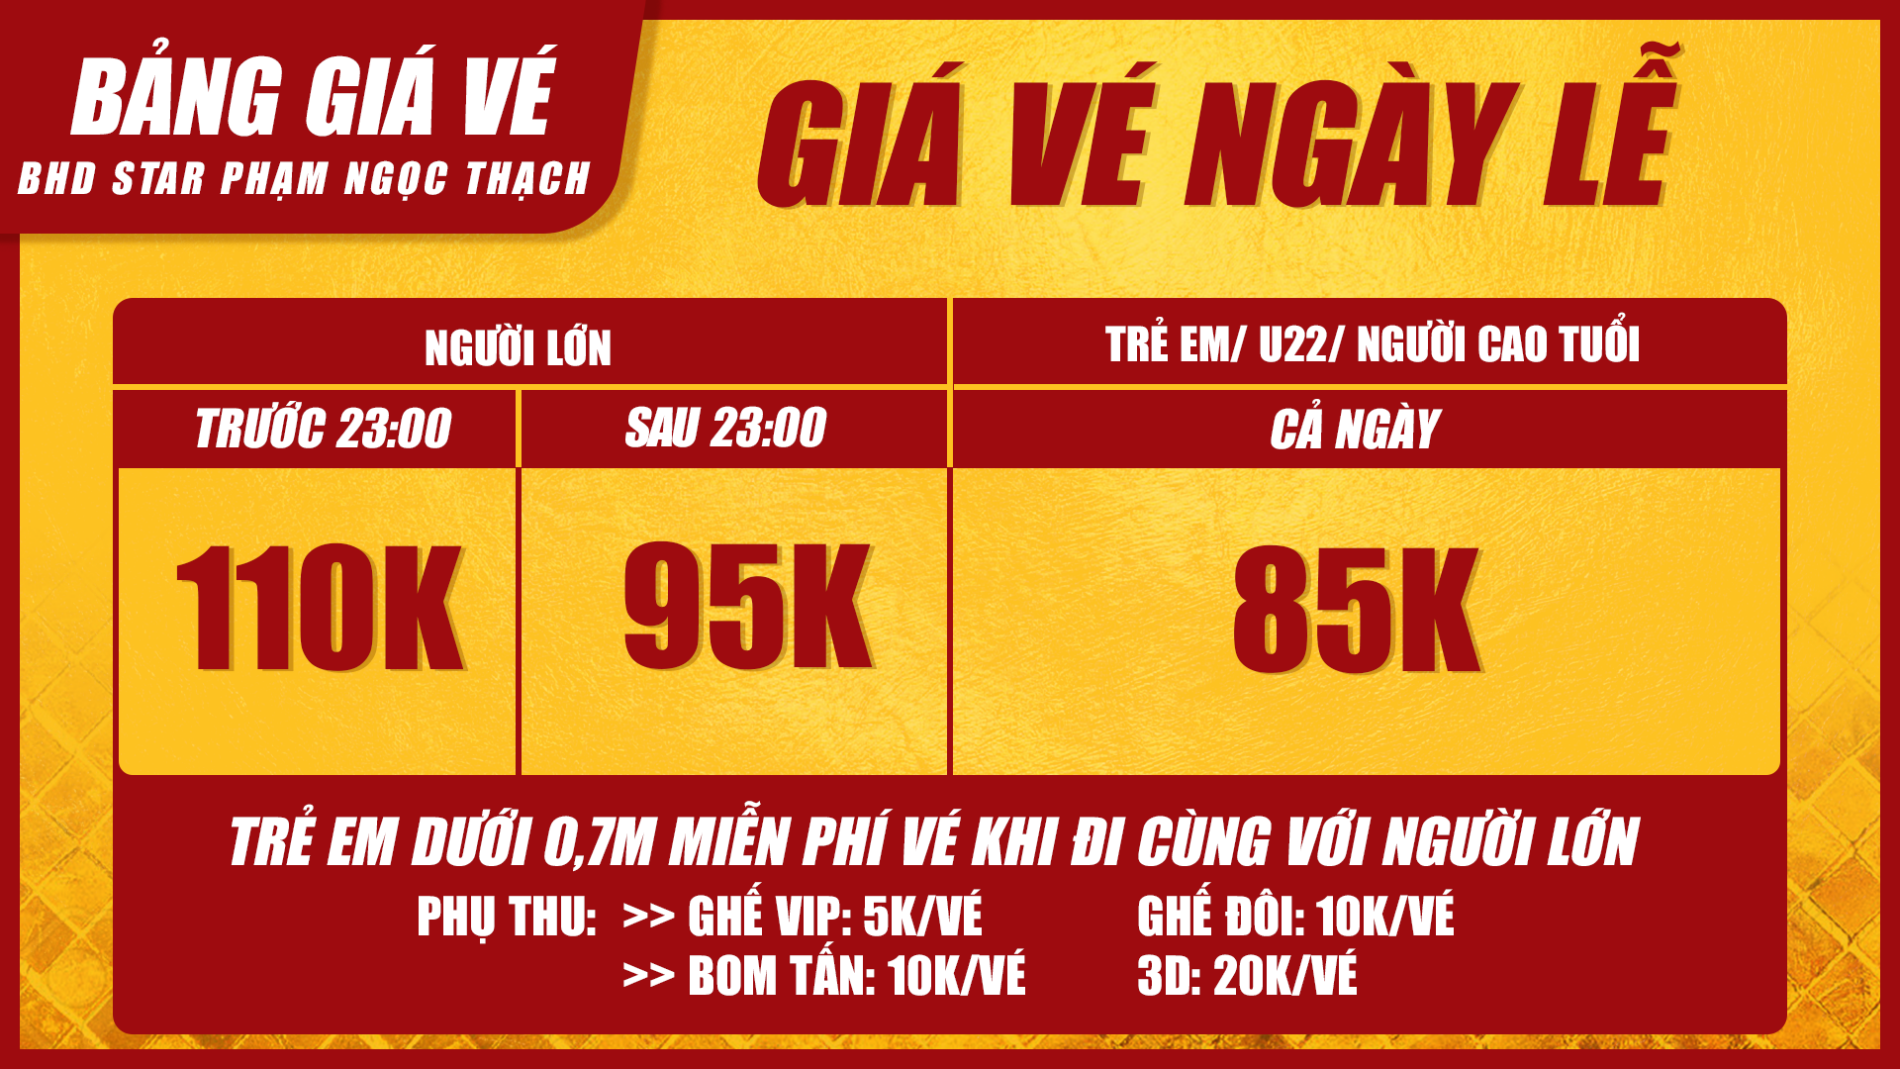 BẢNG GIÁ VÉ
BHD STAR PHẠM NGỌC THẠCH
GIÁ VÉ NGÀY LỄ
NGƯỜI LỚN
TRẺ EM/ U22/ NGƯỜI CAO TUỔI
TRƯỚC 23:00
SAU 23:00
CẢ NGÀY
110K
95K
85K
TRẺ EM DƯỚI 0,7M MIỄN PHÍ VÉ KHI ĐI CÙNG VỚI NGƯỜI LỚN
PHỤ THU: >> GHẾ VIP: 5K/VÉ GHẾ ĐÔI: 10K/VÉ
>> BOM TẤN: 10K/VÉ 3D: 20K/VÉ